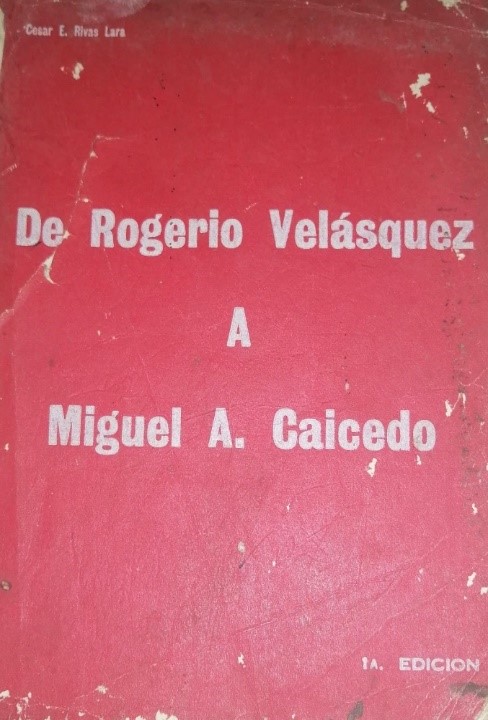 Cesar E. Rivas Lara
De Rogerio Velásquez
A
Miguel A. Caicedo
1A. EDICION